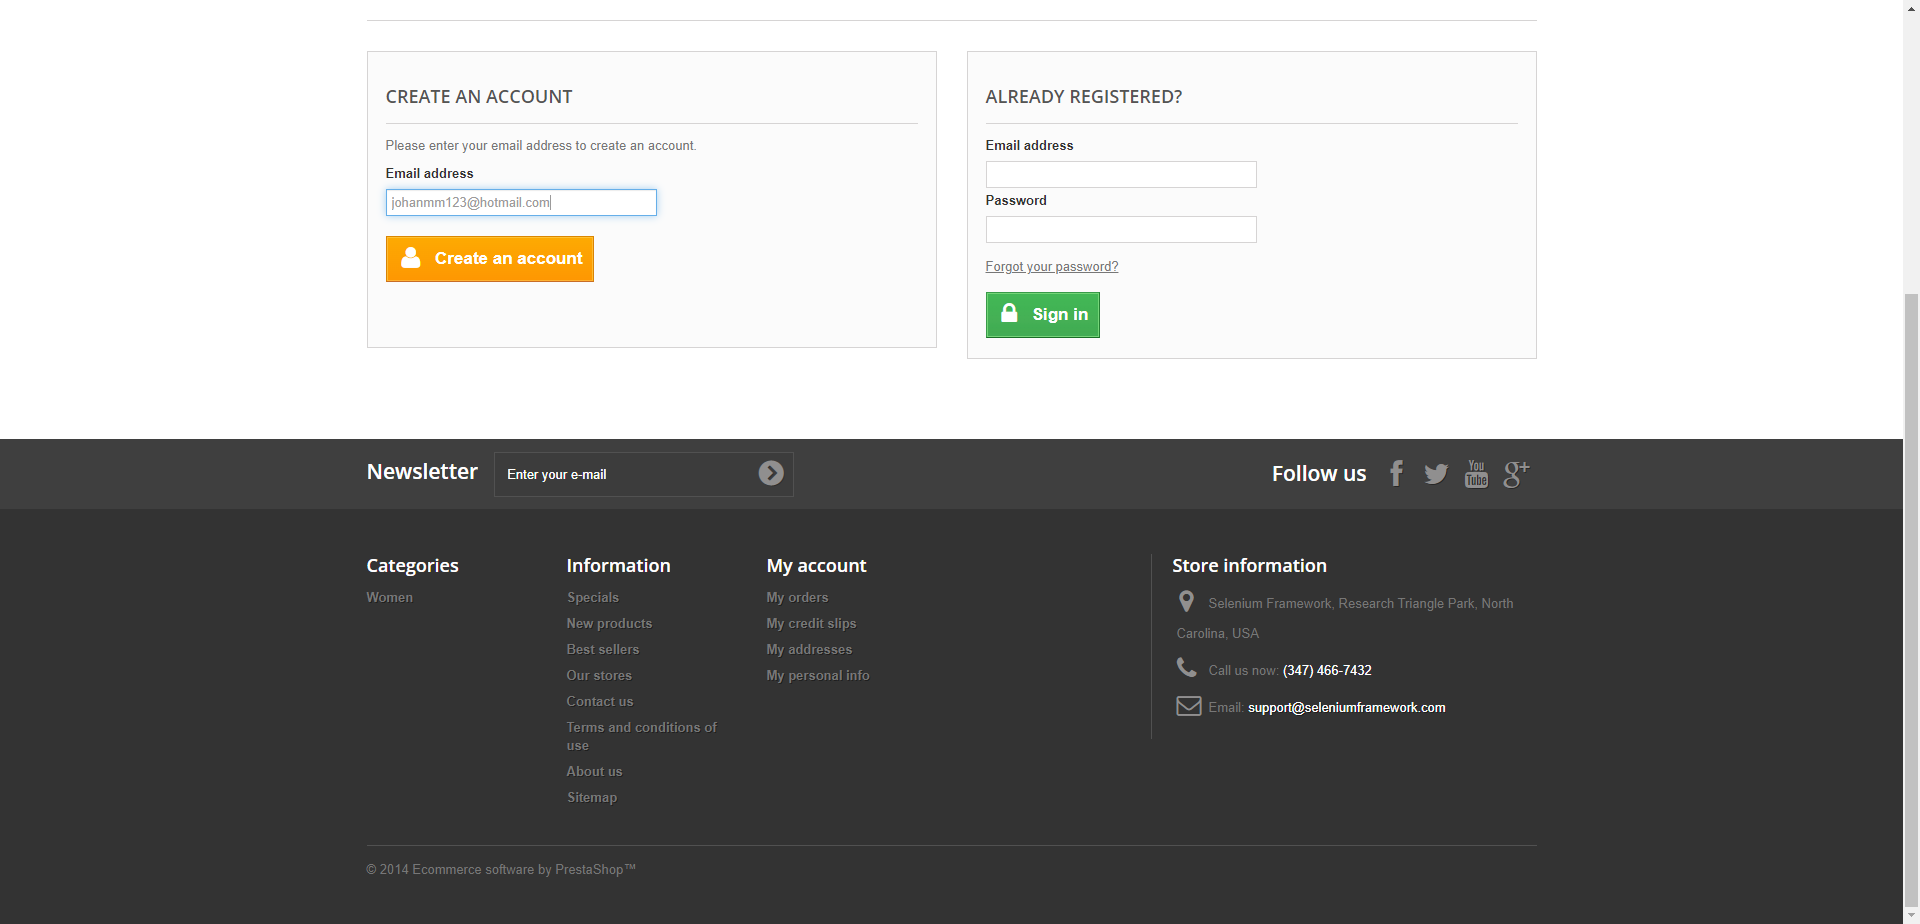 CREATE AN ACCOUNT
Please enter your email address to create an account.
Email address
johanmm123@hotmail.com
Create an account
ALREADY REGISTERED?
Email address
Password
Forgot your password?
Sign in
Newsletter
Enter your e-mail
Follow us
You
Tube
g+
Categories
Women
Information
Specials
New products
Best sellers
Our stores
Contact us
Terms and conditions of
use
About us
Sitemap
My account
My orders
My credit slips
My addresses
My personal info
Store information
Selenium Framework, Research Triangle Park, North
Carolina, USA
Call us now: (347) 466-7432
Email: support@seleniumframework.com
© 2014 Ecommerce software by PrestaShop™